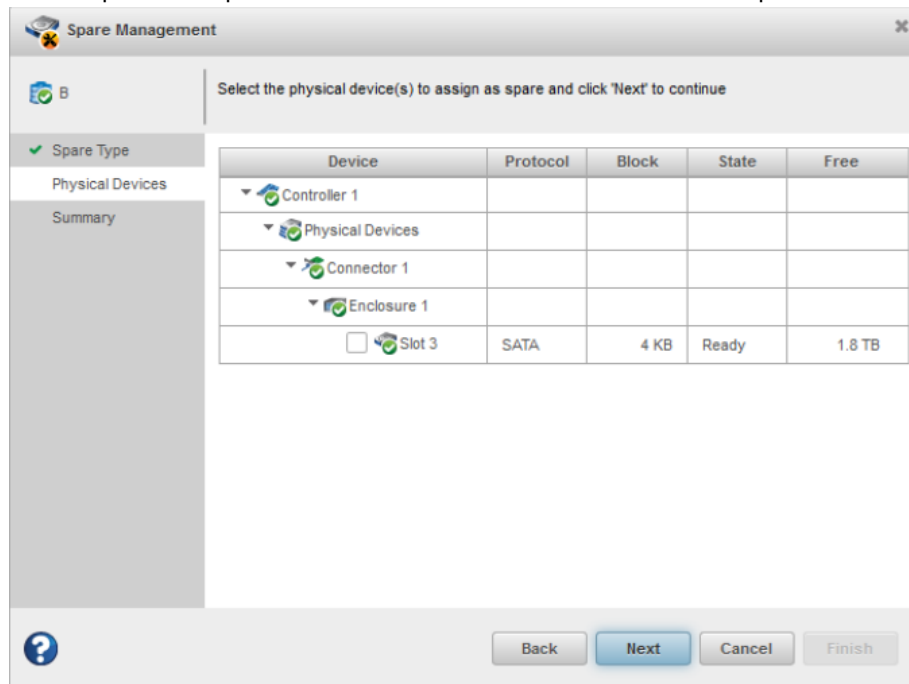 Spare Management
B
Select the physical device(s) to assign as spare and click 'Next' to continue
Spare Type
Physical Devices
Summary
Device Protocol Block State Free
Controller 1
Physical Devices
Connector 1
Enclosure 1
Slot 3 SATA 4 KB Ready 1.8 TB
? Back Next Cancel Finish